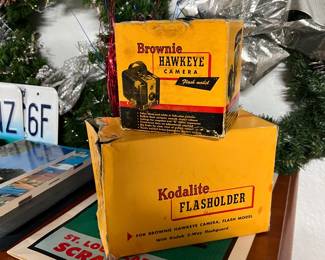 Brownie
HAWKEYE
CAMERA
Flash model
Kodalite
FLASHOLDER
FOR BROWNIE HAWKEYE CAMERA, FLASH MODEL
With Kodak 2-Way Flashguard
Z 6F
ST. LO
SCR